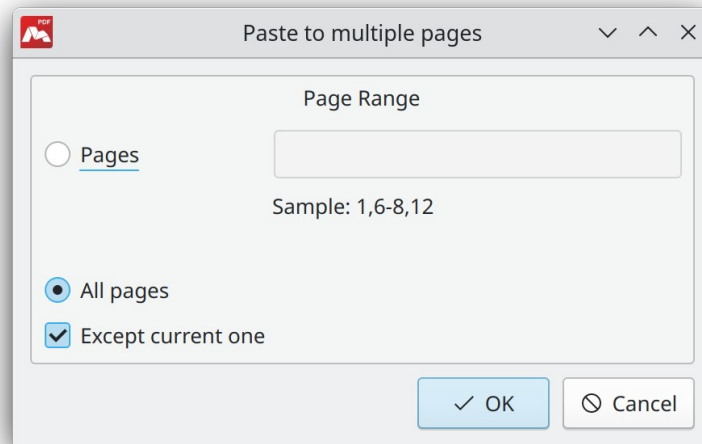 PDF
Paste to multiple pages
Page Range
Pages
Sample: 1,6-8,12
All pages
Except current one
OK
Cancel